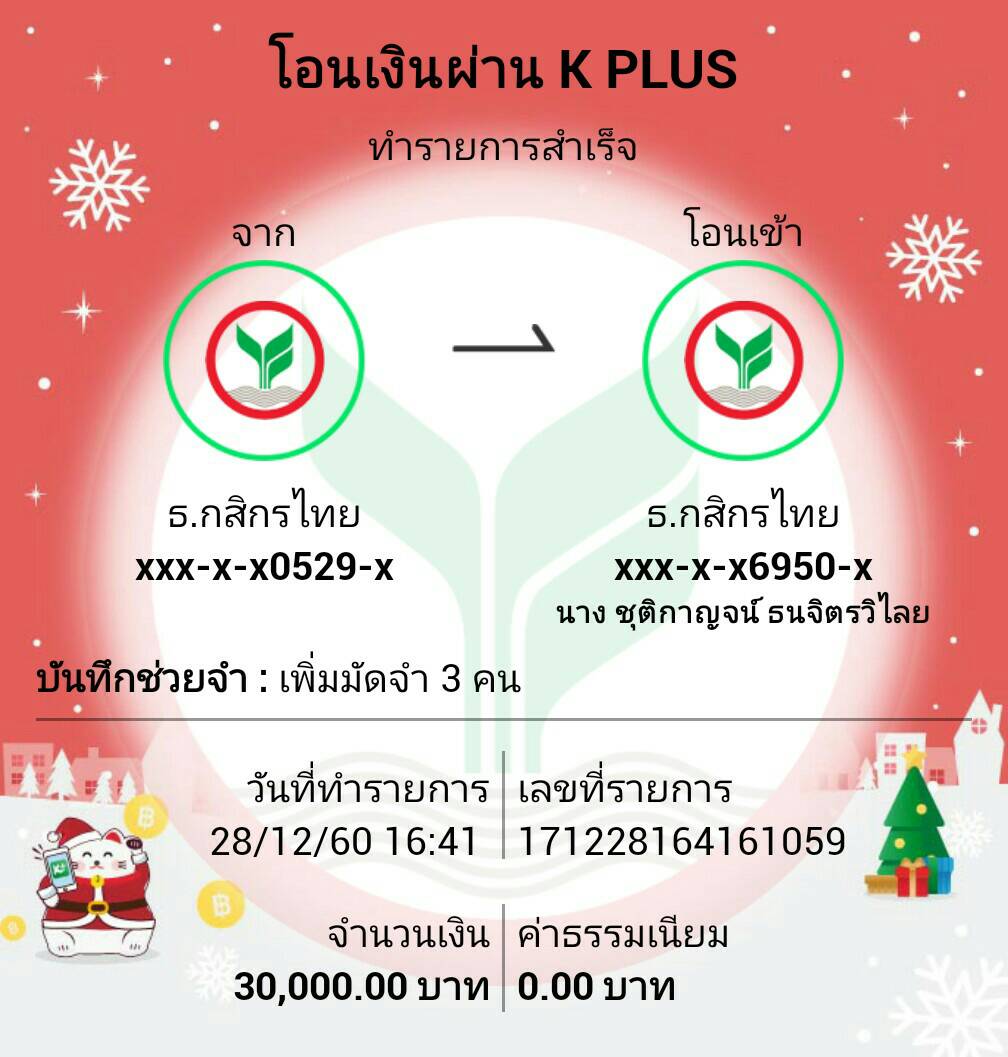 โอนเงินผ่าน K PLUS
ทำรายการสำเร็จ
จาก
โอนเข้า
ธ.กสิกรไทย
xxx-x-x0529-x
ธ.กสิกรไทย
xxx-x-x6950-x
นาง ชุติกาญจน์ ธนจิตรวิไลย
บันทึกช่วยจำ : เพิ่มมัดจำ 3 คน
วันที่ทำรายการ
28/12/60 16:41
เลขที่รายการ
171228164161059
K+
จำนวนเงิน
30,000.00 บาท
ค่าธรรมเนียม
0.00 บาท